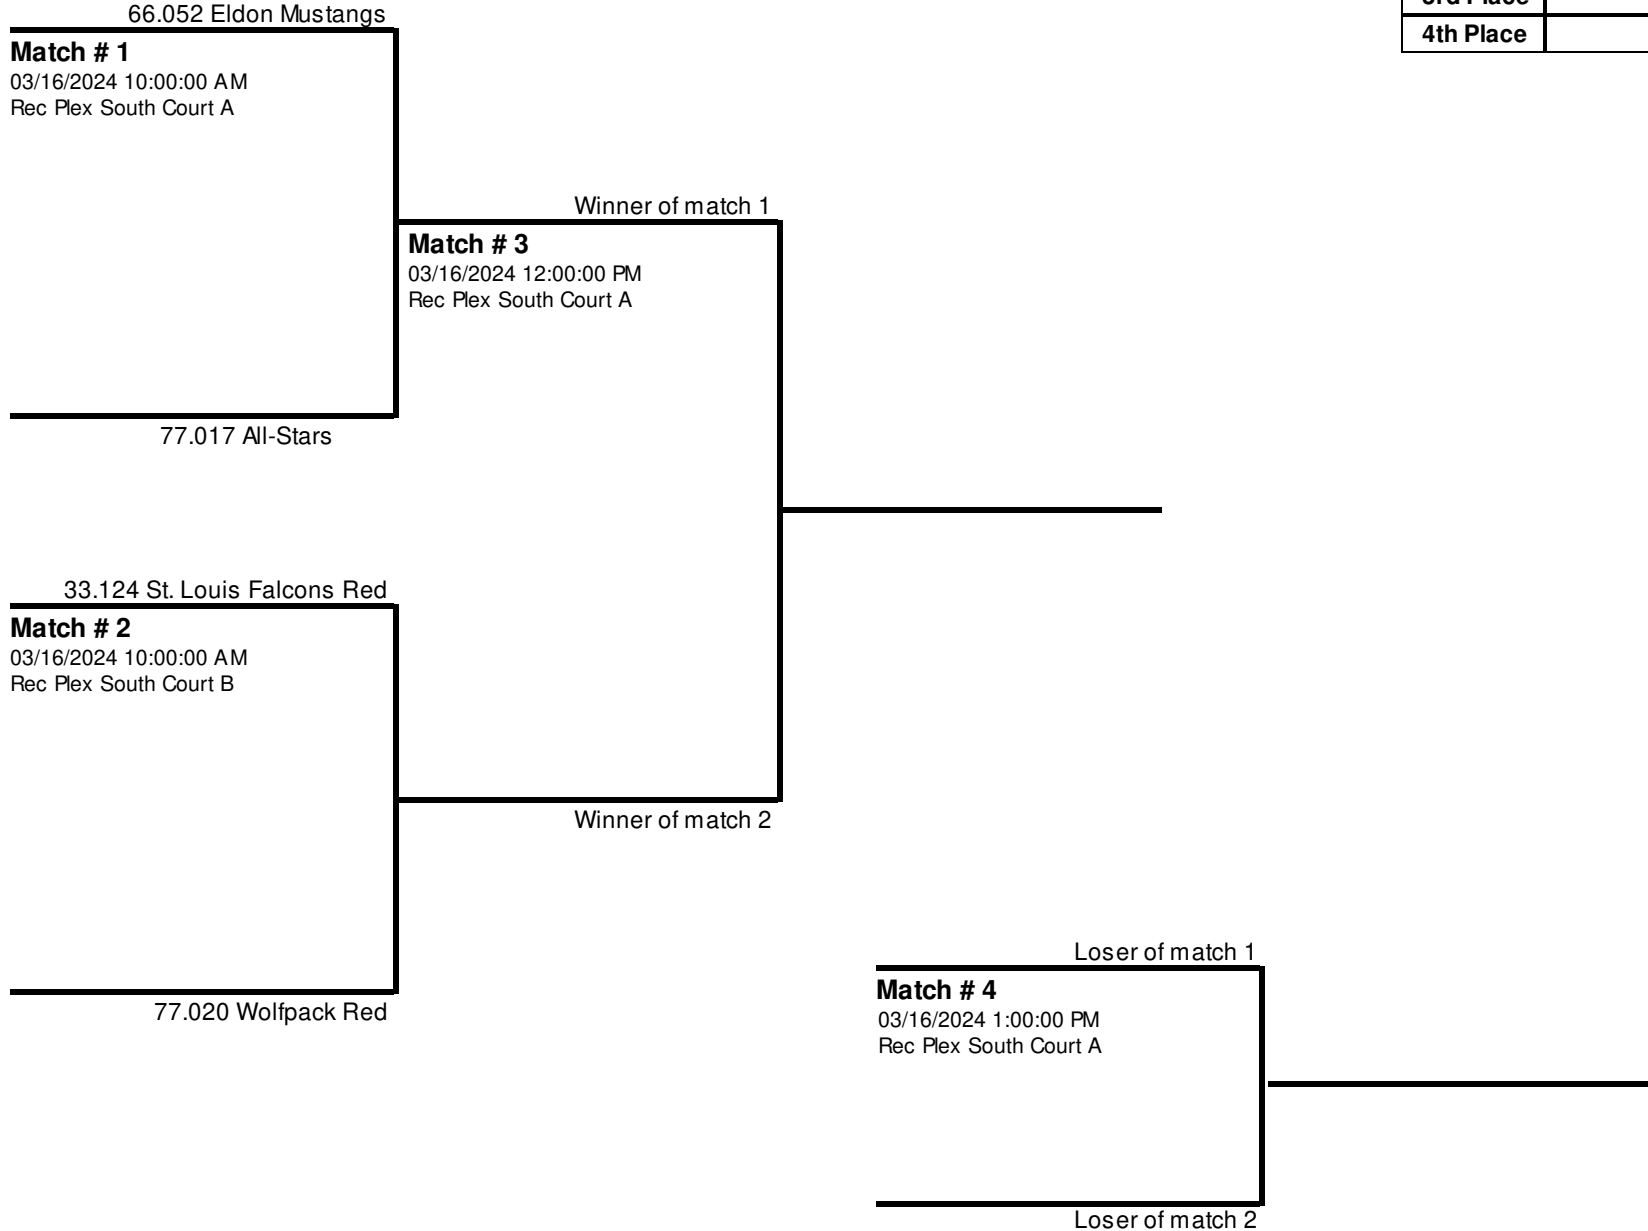 66.052 Eldon Mustangs
3rd Place
4th Place
Match # 1
03/16/2024 10:00:00 AM
Rec Plex South Court A
Winner of match 1
Match # 3
03/16/2024 12:00:00 PM
Rec Plex South Court A
77.017 All-Stars
33.124 St. Louis Falcons Red
Match # 2
03/16/2024 10:00:00 AM
Rec Plex South Court B
Winner of match 2
Loser of match 1
Match # 4
03/16/2024 1:00:00 PM
Rec Plex South Court A
77.020 Wolfpack Red
Loser of match 2